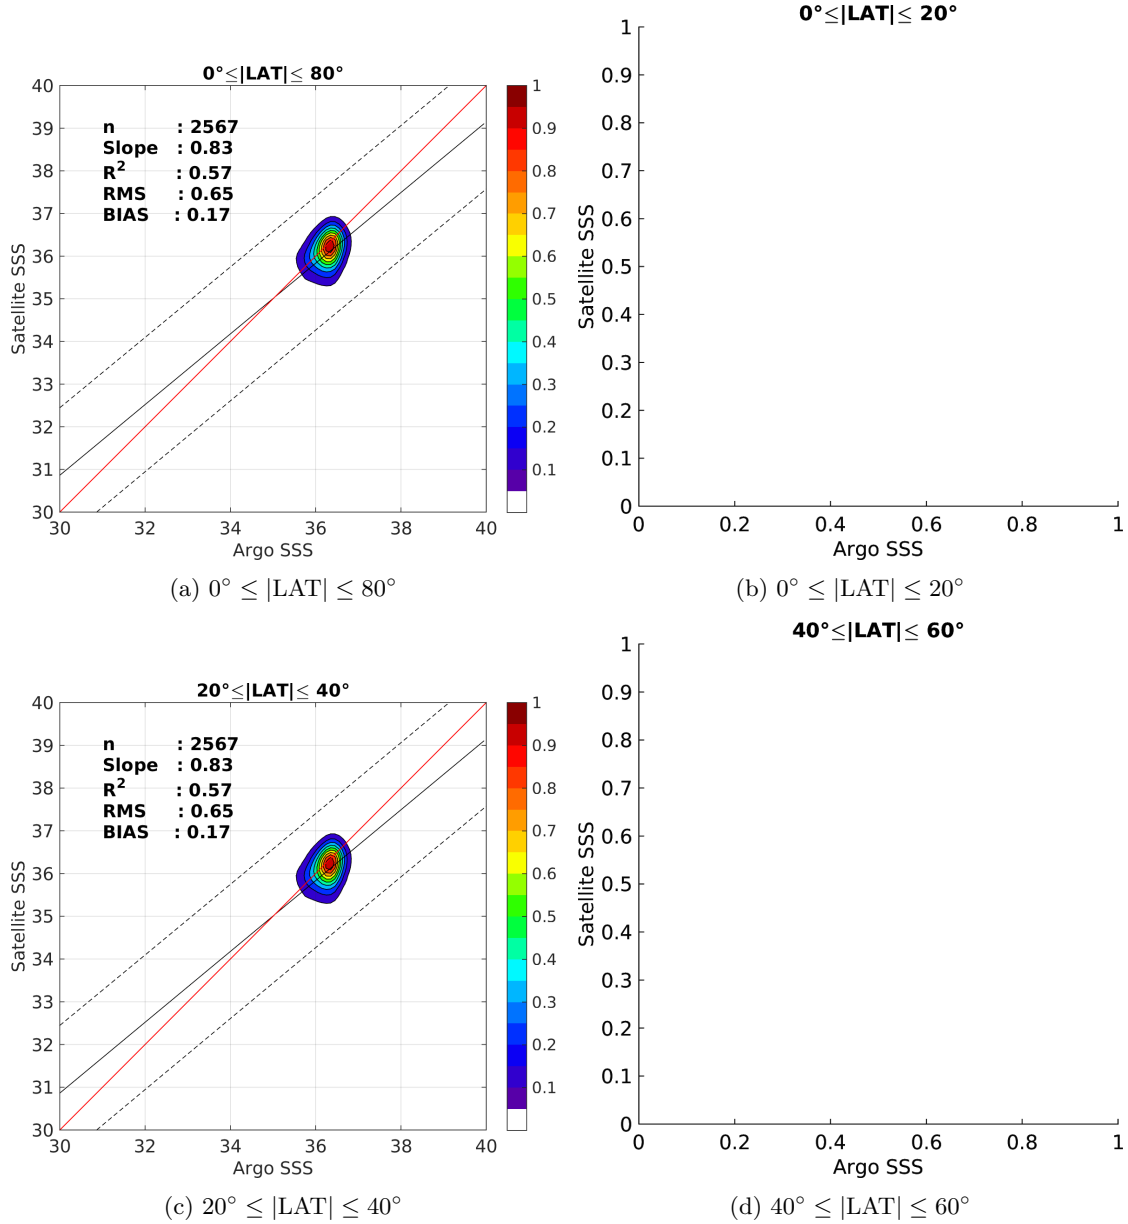 0°≤|LAT|≤ 80°
40
39
38
37
36
35
34
33
32
31
30
Satellite SSS
n : 2567
Slope : 0.83
R² : 0.57
RMS : 0.65
BIAS : 0.17
30 32 34 36 38 40
Argo SSS
1
0.9
0.8
0.7
0.6
0.5
0.4
0.3
0.2
0.1
(a) 0° ≤ |LAT| ≤ 80°
0°≤|LAT|≤ 20°
1
0.9
0.8
0.7
0.6
0.5
0.4
0.3
0.2
0.1
0
Satellite SSS
0 0.2 0.4 0.6 0.8 1
Argo SSS
(b) 0° ≤ |LAT| ≤ 20°
20°≤|LAT|≤ 40°
40
39
38
37
36
35
34
33
32
31
30
Satellite SSS
n : 2567
Slope : 0.83
R² : 0.57
RMS : 0.65
BIAS : 0.17
30 32 34 36 38 40
Argo SSS
1
0.9
0.8
0.7
0.6
0.5
0.4
0.3
0.2
0.1
(c) 20° ≤ |LAT| ≤ 40°
40°≤|LAT|≤ 60°
1
0.9
0.8
0.7
0.6
0.5
0.4
0.3
0.2
0.1
0
Satellite SSS
0 0.2 0.4 0.6 0.8 1
Argo SSS
(d) 40° ≤ |LAT| ≤ 60°